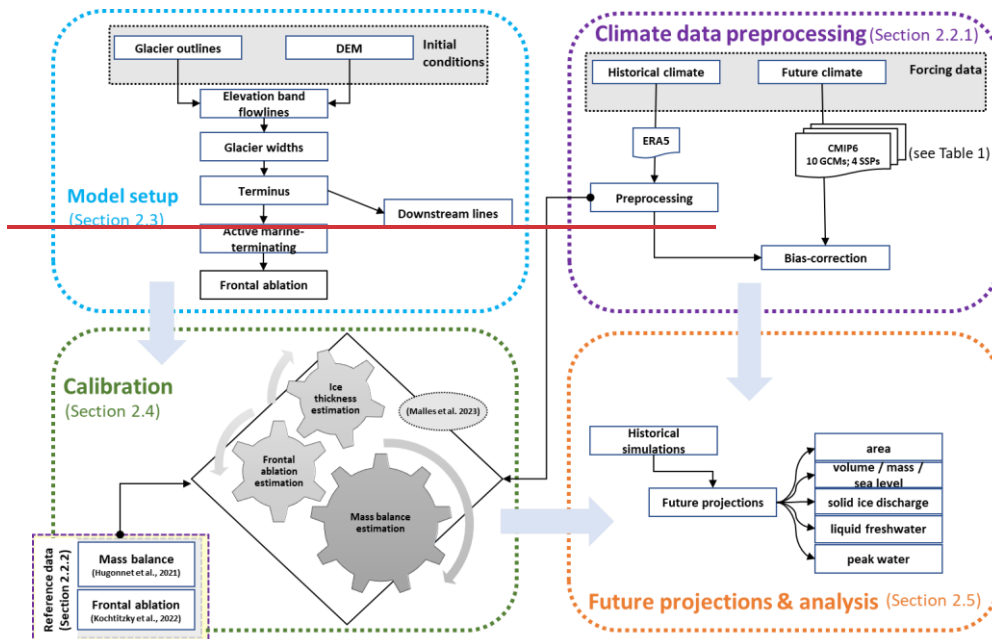 Glacier outlines
DEM
Initial
conditions
Elevation band
flowlines
Glacier widths
Terminus
Downstream lines
Active marine-
terminating
Frontal ablation
Model setup
(Section 2.3)
Climate data preprocessing (Section 2.2.1)
Historical climate
Future climate
Forcing data
ERA5
CMIP6
10 GCMs; 4 SSPs
(see Table 1)
Preprocessing
Bias-correction
Calibration
(Section 2.4)
Ice
thickness
estimation
(Malles et al. 2023)
Frontal
ablation
estimation
Mass balance
estimation
Reference data
(Section 2.2.2)
Mass balance
(Hugonnet et al., 2021)
Frontal ablation
(Kochtitzky et al., 2022)
Historical
simulations
Future projections
area
volume / mass /
sea level
solid ice discharge
liquid freshwater
peak water
Future projections & analysis (Section 2.5)